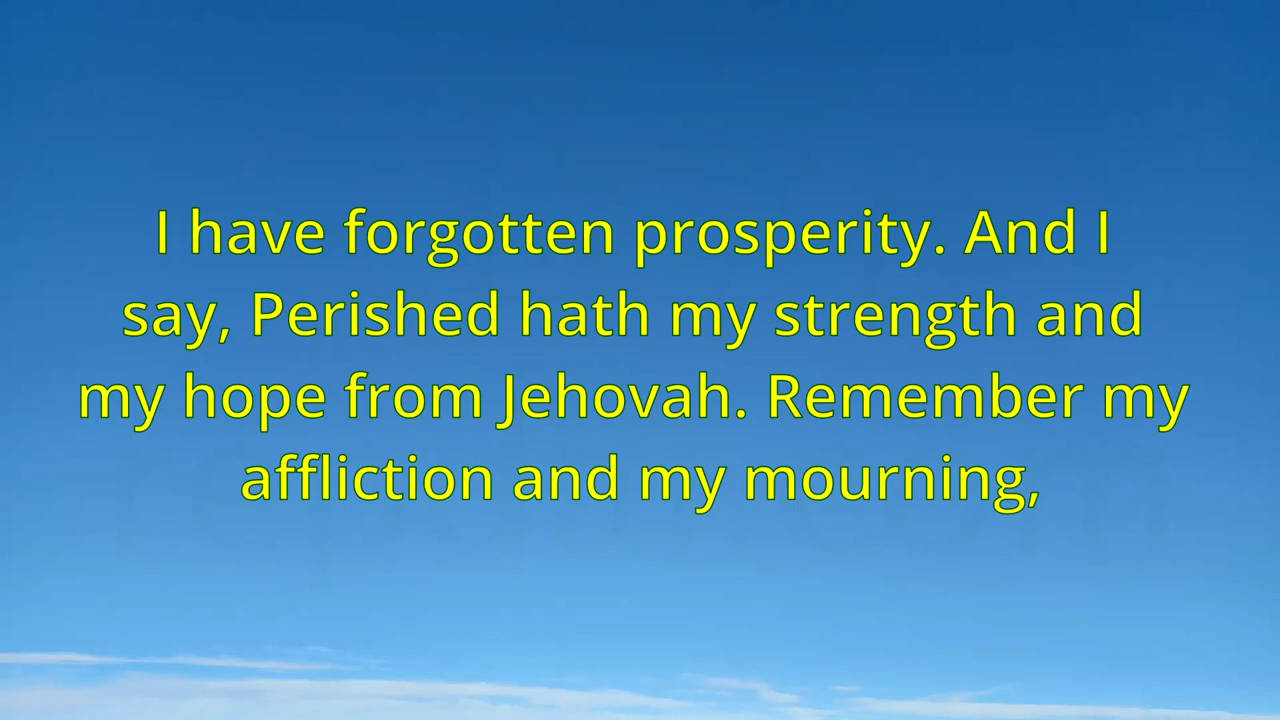 I have forgotten prosperity. And I
say, Perished hath my strength and
my hope from Jehovah. Remember my
affliction and my mourning,